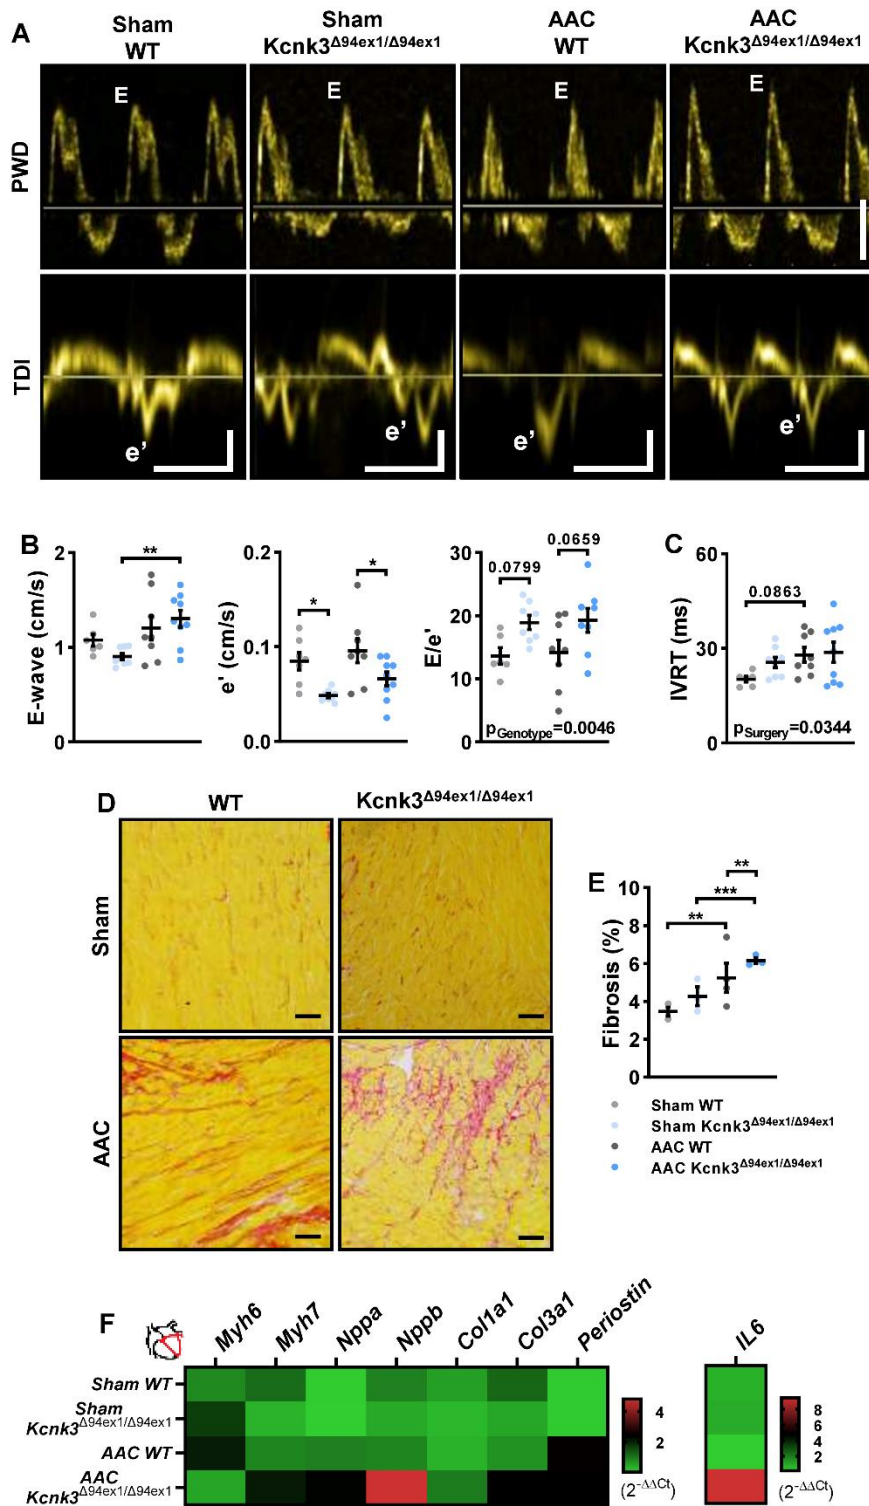 A
Sham
WT
Sham
Kcnk3Δ94ex1/Δ94ex1
AAC
WT
AAC
Kcnk3Δ94ex1/Δ94ex1
PWD
E
E
E
E
TDI
e'
e'
e'
e'
B
E-wave (cm/s)
2
1
0
**
e' (cm/s)
0.2
0.1
0.0
*
*
E/e'
30
20
10
0
0.0799
0.0659
pGenotype=0.0046
C
IVRT (ms)
60
30
0
0.0863
pSurgery=0.0344
D
WT
Kcnk3Δ94ex1/Δ94ex1
Sham
AAC
E
Fibrosis (%)
10
8
6
4
2
0
**
***
**
Sham WT
Sham Kcnk3Δ94ex1/Δ94ex1
AAC WT
AAC Kcnk3Δ94ex1/Δ94ex1
F
Myh6
Myh7
Nppa
Nppb
Col1a1
Col3a1
Periostin
IL6
Sham WT
Sham
Kcnk3Δ94ex1/Δ94ex1
AAC WT
AAC
Kcnk3Δ94ex1/Δ94ex1
4
2
(2-ΔΔCt)
8
6
4
2
(2-ΔΔCt)